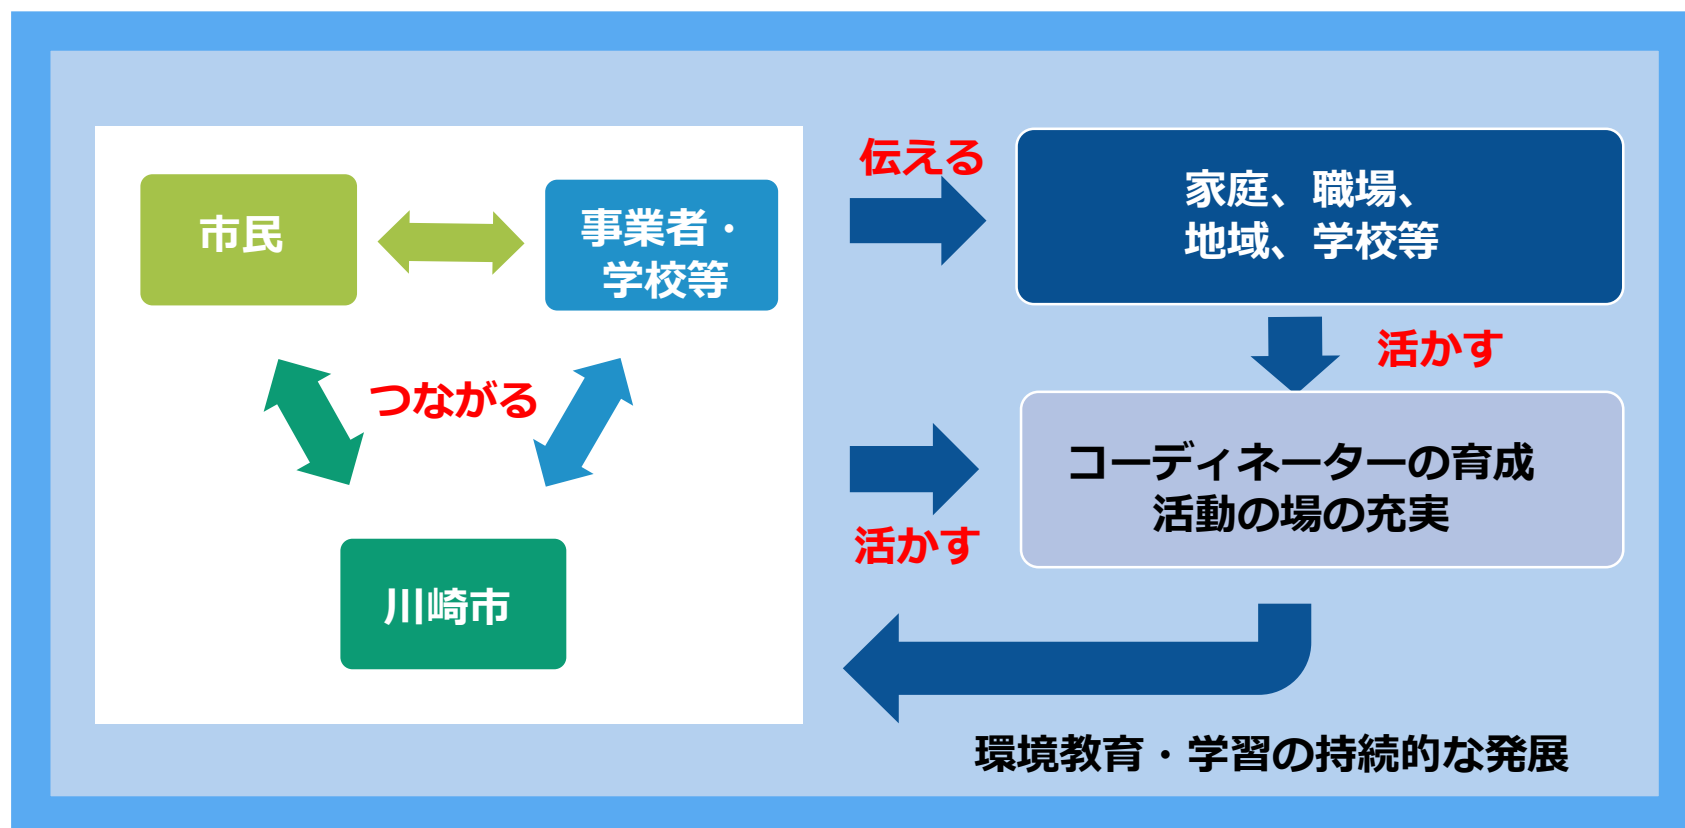 市民
事業者・
学校等
つながる
川崎市
伝える
家庭、職場、
地域、学校等
活かす
活かす
コーディネーターの育成
活動の場の充実
環境教育・学習の持続的な発展